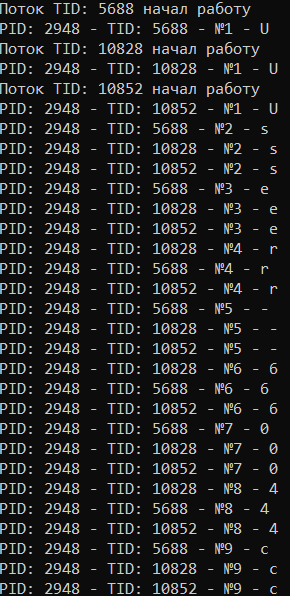 Поток TID: 5688 начал работу
PID: 2948 - TID: 5688 - №1 - U
Поток TID: 10828 начал работу
PID: 2948 - TID: 10828 - №1 - U
Поток TID: 10852 начал работу
PID: 2948 - TID: 10852 - №1 - U
PID: 2948 - TID: 5688 - №2 - s
PID: 2948 - TID: 10828 - №2 - s
PID: 2948 - TID: 10852 - №2 - s
PID: 2948 - TID: 5688 - №3 - e
PID: 2948 - TID: 10828 - №3 - e
PID: 2948 - TID: 10852 - №3 - e
PID: 2948 - TID: 10828 - №4 - r
PID: 2948 - TID: 5688 - №4 - r
PID: 2948 - TID: 10852 - №4 - r
PID: 2948 - TID: 5688 - №5 - -
PID: 2948 - TID: 10828 - №5 - -
PID: 2948 - TID: 10852 - №5 - -
PID: 2948 - TID: 10828 - №6 - 6
PID: 2948 - TID: 5688 - №6 - 6
PID: 2948 - TID: 10852 - №6 - 6
PID: 2948 - TID: 5688 - №7 - 0
PID: 2948 - TID: 10828 - №7 - 0
PID: 2948 - TID: 10852 - №7 - 0
PID: 2948 - TID: 10828 - №8 - 4
PID: 2948 - TID: 5688 - №8 - 4
PID: 2948 - TID: 10852 - №8 - 4
PID: 2948 - TID: 5688 - №9 - c
PID: 2948 - TID: 10828 - №9 - c
PID: 2948 - TID: 10852 - №9 - c